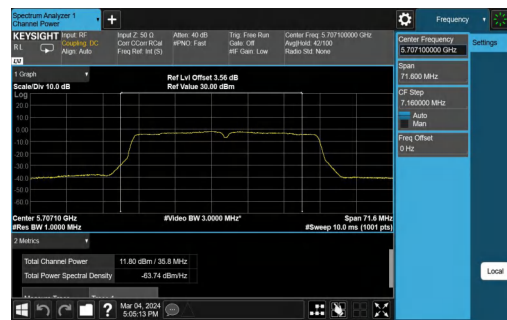 Spectrum Analyzer 1
Channel Power
+
Frequency
KEYSIGHT
RL
Input: RF
Coupling: DC
Align: Auto
Input Z: 50 Ω
Corr CCorr RCal
Freq Ref: Int (S)
Atten: 40 dB
#PNO: Fast
Trig: Free Run
Gate: Off
#IF Gain: Low
Center Freq: 5.707100000 GHz
Avg|Hold: 42/100
Radio Std: None
Center Frequency
5.707100000 GHz
Settings
Span
71.600 MHz
CF Step
7.160000 MHz
Auto
Man
Freq Offset
0 Hz
1 Graph
Scale/Div 10.0 dB
Ref Lvl Offset 3.56 dB
Ref Value 30.00 dBm
Log
20.0
10.0
0.00
-10.0
-20.0
-30.0
-40.0
-50.0
-60.0
Center 5.70710 GHz
#Video BW 3.0000 MHz*
Span 71.6 MHz
#Res BW 1.0000 MHz
#Sweep 10.0 ms (1001 pts)
2 Metrics
Total Channel Power 11.80 dBm / 35.8 MHz
Total Power Spectral Density -63.74 dBm/Hz
Local
?
Mar 04, 2024
5:05:13 PM